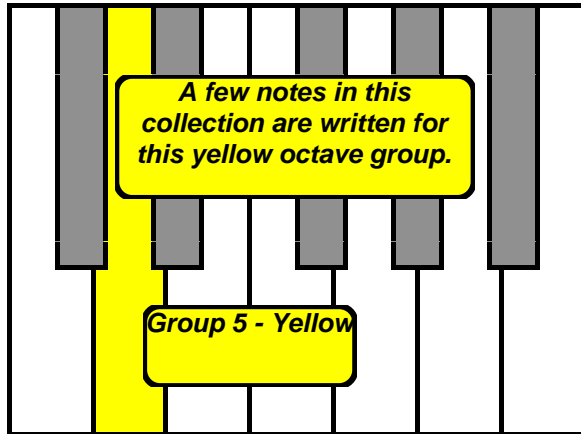 A few notes in this
collection are written for
this yellow octave group.
Group 5 - Yellow